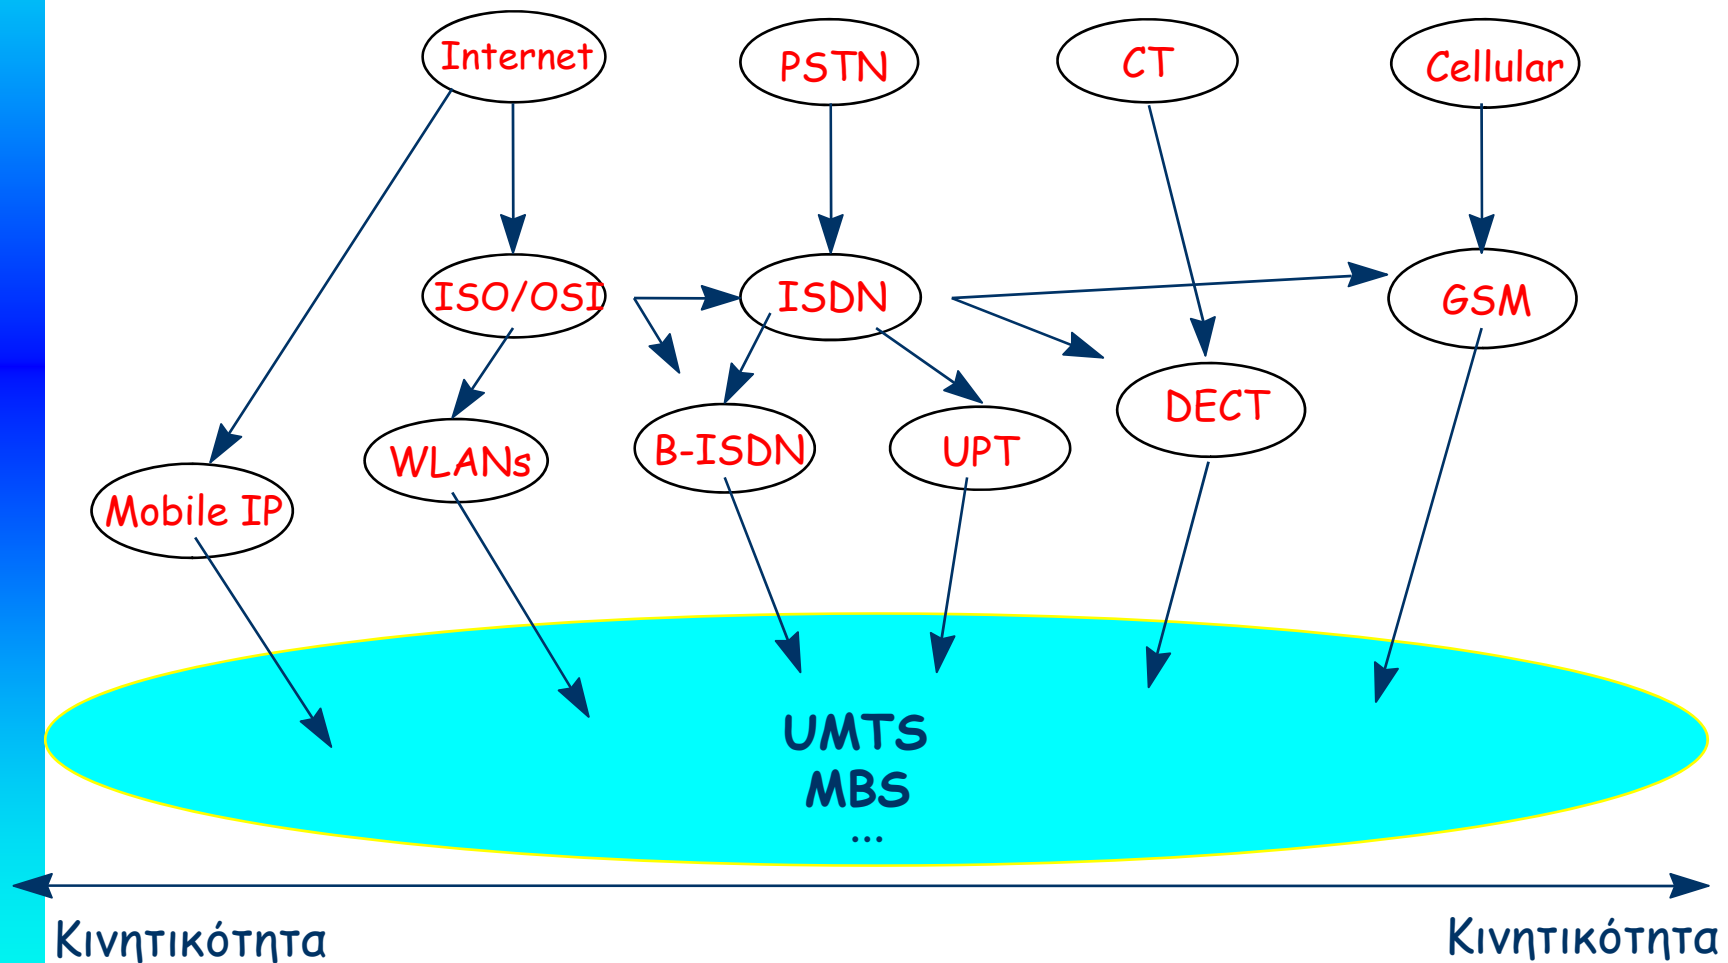 Internet
PSTN
CT
Cellular
ISO/OSI
ISDN
GSM
DECT
WLANs
B-ISDN
UPT
Mobile IP
UMTS
MBS
...
Κινητικότητα
Κινητικότητα